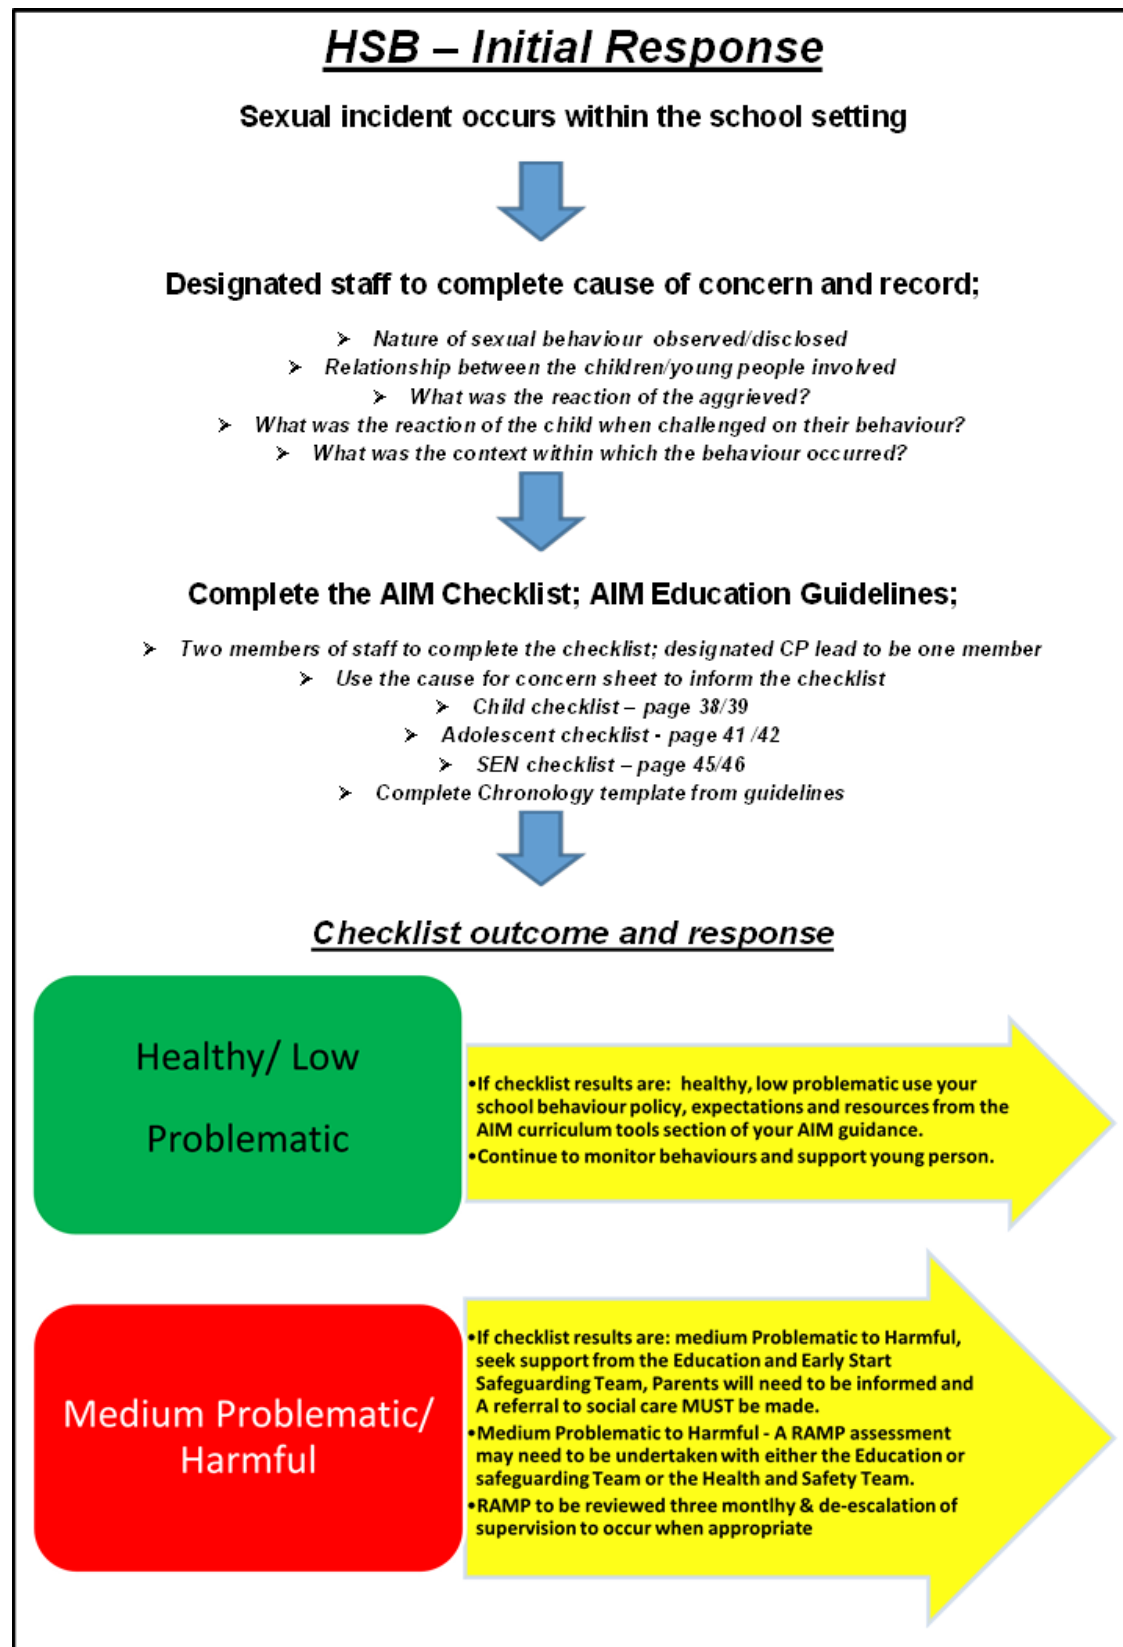 HSB – Initial Response
Sexual incident occurs within the school setting
Designated staff to complete cause of concern and record;
➢ Nature of sexual behaviour observed/disclosed
➢ Relationship between the children/young people involved
➢ What was the reaction of the aggrieved?
➢ What was the reaction of the child when challenged on their behaviour?
➢ What was the context within which the behaviour occurred?
Complete the AIM Checklist; AIM Education Guidelines;
➢ Two members of staff to complete the checklist; designated CP lead to be one member
➢ Use the cause for concern sheet to inform the checklist
➢ Child checklist – page 38/39
➢ Adolescent checklist - page 41 /42
➢ SEN checklist – page 45/46
➢ Complete Chronology template from guidelines
Checklist outcome and response
Healthy/ Low
Problematic
•If checklist results are: healthy, low problematic use your
school behaviour policy, expectations and resources from the
AIM curriculum tools section of your AIM guidance.
•Continue to monitor behaviours and support young person.
Medium Problematic/
Harmful
•If checklist results are: medium Problematic to Harmful,
seek support from the Education and Early Start
Safeguarding Team, Parents will need to be informed and
A referral to social care MUST be made.
•Medium Problematic to Harmful - A RAMP assessment
may need to be undertaken with either the Education or
safeguarding Team or the Health and Safety Team.
•RAMP to be reviewed three montlhy & de-escalation of
supervision to occur when appropriate